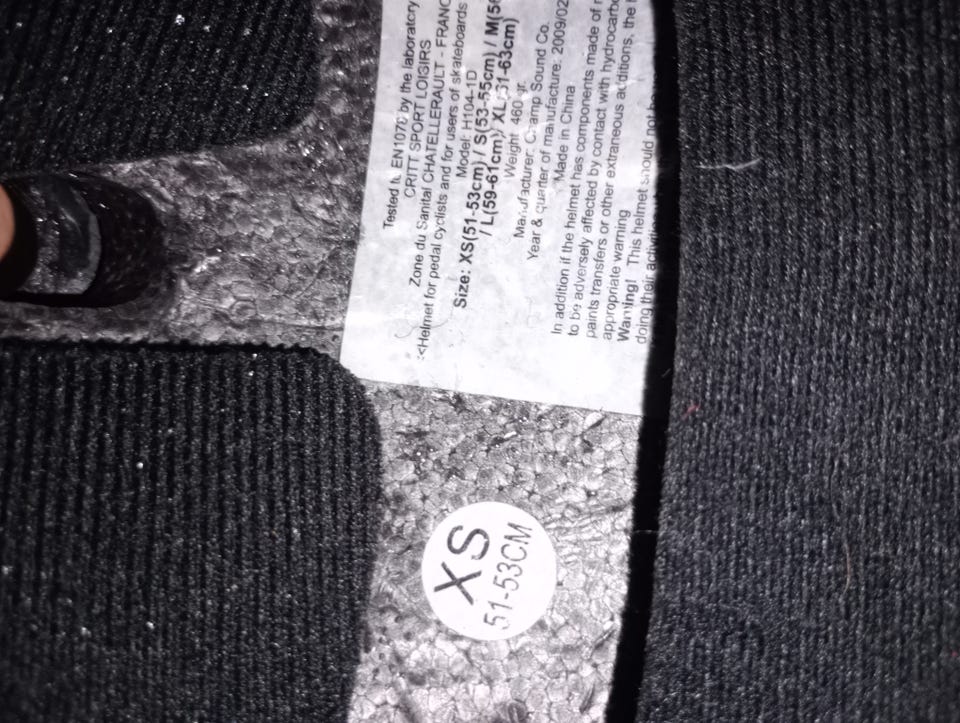 Tested by EN1078 by the laboratory
CRITT SPORT LOISIRS
Zone du Sanital CHATELLERAULT - FRANC
<Helmet for pedal cyclists and for users of skateboards
Model: H104-1D
Size: XS(51-53cm) / S(53-55cm) / M(5
/ L(59-61cm)/ XL(61-63cm)
Weight 460 gr.
Manufacturer: Champ Sound Co.
Year & quarter of manufacture: 2009/02
Made in China
In addition if the helmet has components made of
to be adversely affected by contact with hydrocarb
paints transfers or other extraneous additions, the
appropriate warning
Warning! This helmet should not be
doing their activities
XS
51-53CM